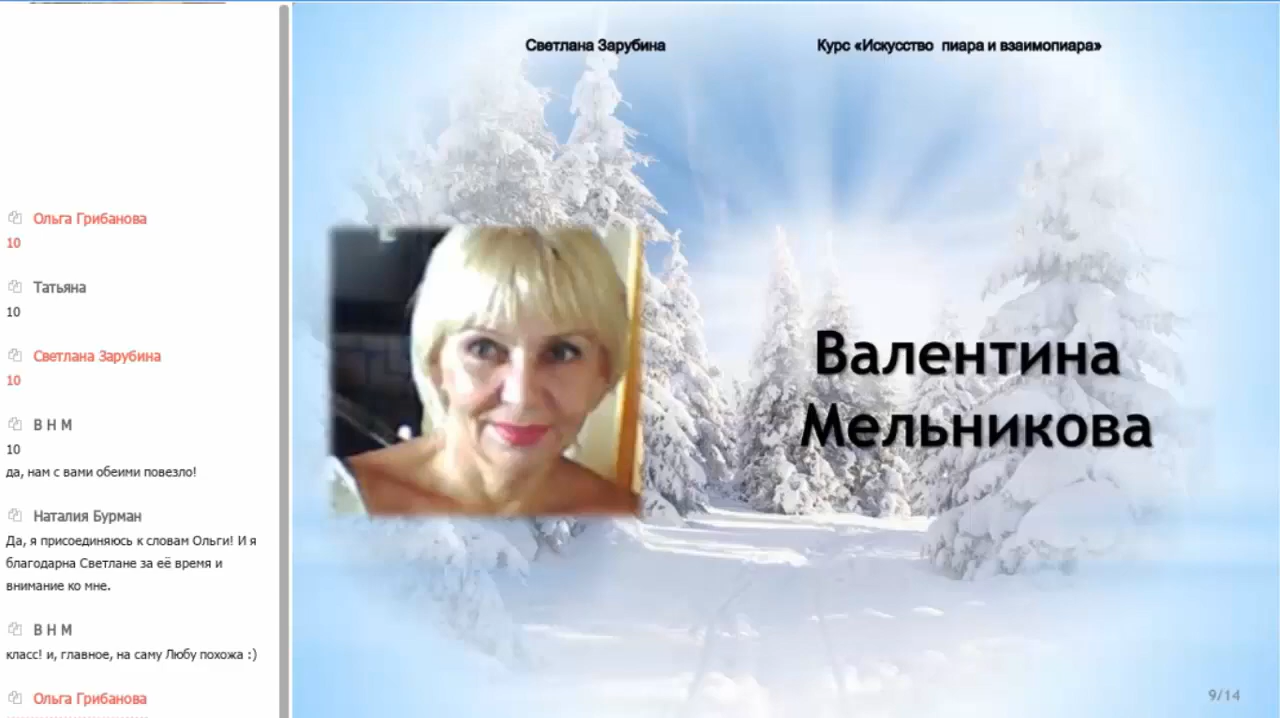 Ольга Грибанова
10
Татьяна
10
Светлана Зарубина
10
В Н М
10
да, нам с вами обеими повезло!
Наталия Бурман
Да, я присоединяюсь к словам Ольги! И я
благодарна Светлане за её время и
внимание ко мне.
В Н М
класс! и, главное, на саму Любу похожа :)
Ольга Грибанова
Светлана Зарубина
Курс «Искусство пиара и взаимопиара»
Валентина
Мельникова
9/14